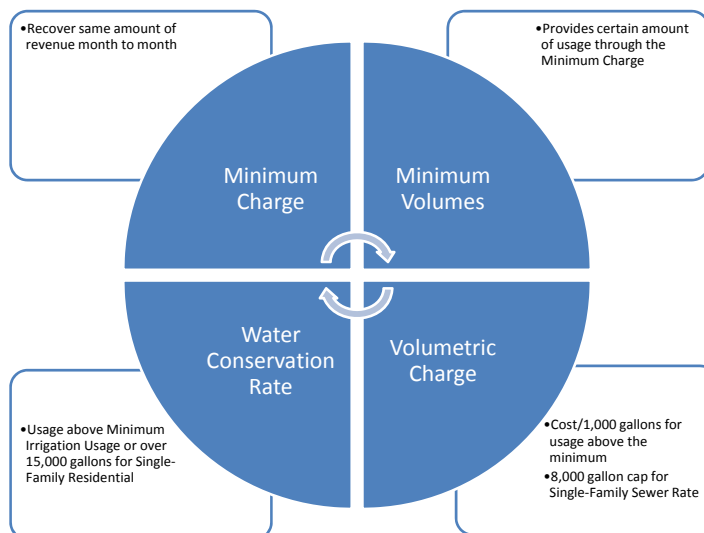 •Recover same amount of
revenue month to month
•Provides certain amount
of usage through the
Minimum Charge
Minimum
Charge
Minimum
Volumes
Water
Conservation
Rate
Volumetric
Charge
•Usage above Minimum
Irrigation Usage or over
15,000 gallons for Single-
Family Residential
•Cost/1,000 gallons for
usage above the
minimum
•8,000 gallon cap for
Single-Family Sewer Rate